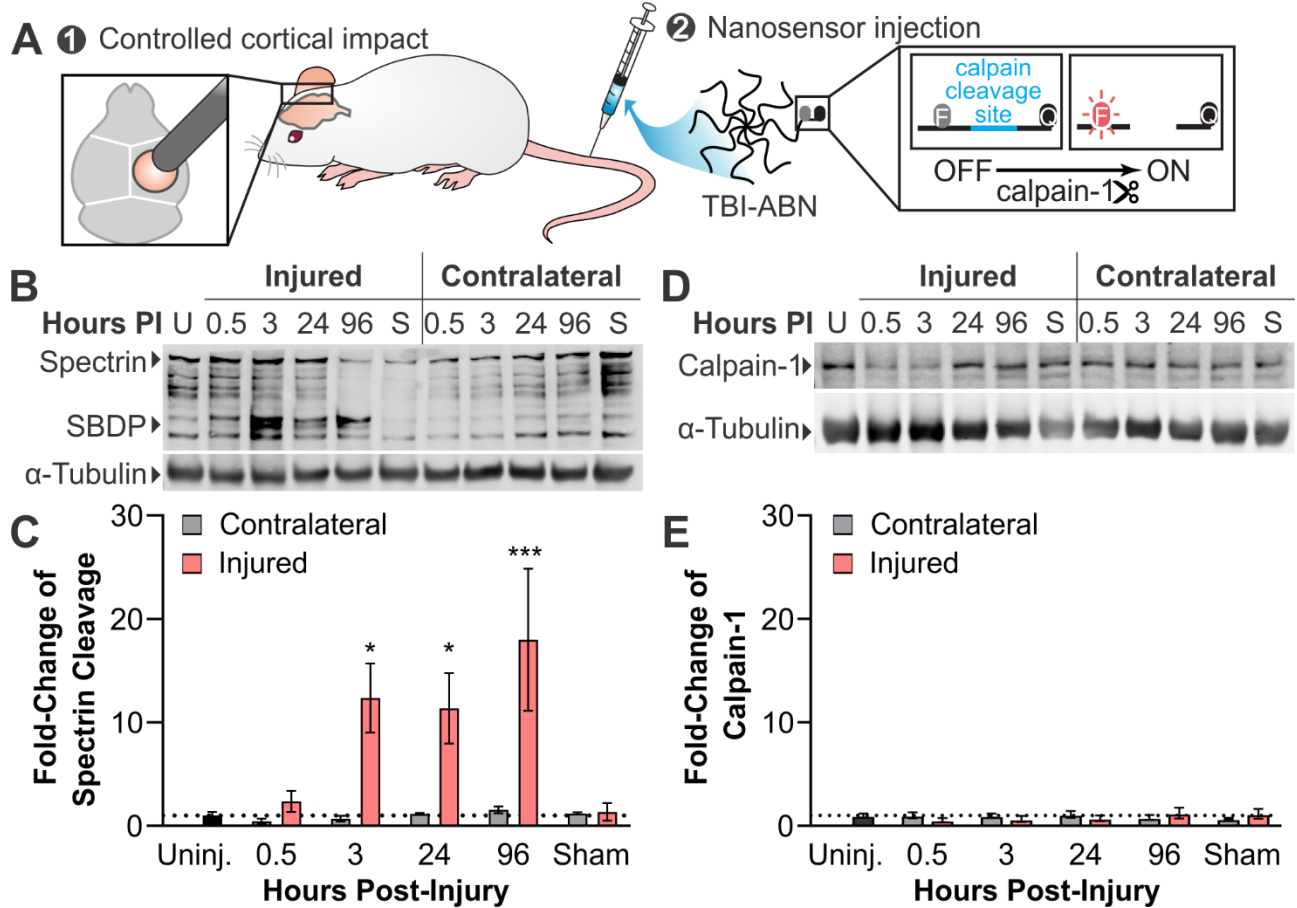 A 1 Controlled cortical impact
2 Nanosensor injection
calpain
cleavage
site
F
Q
F
Q
OFF ON
calpain-1
TBI-ABN
B
Injured Contralateral
Hours PI U 0.5 3 24 96 S 0.5 3 24 96 S
Spectrin
SBDP
α-Tubulin
D
Injured Contralateral
Hours PI U 0.5 3 24 96 S 0.5 3 24 96 S
Calpain-1
α-Tubulin
C
Fold-Change of
Spectrin Cleavage
30
20
10
0
Contralateral
Injured
* * ***
Uninj. 0.5 3 24 96 Sham
Hours Post-Injury
E
Fold-Change of
Calpain-1
30
20
10
0
Contralateral
Injured
Uninj. 0.5 3 24 96 Sham
Hours Post-Injury